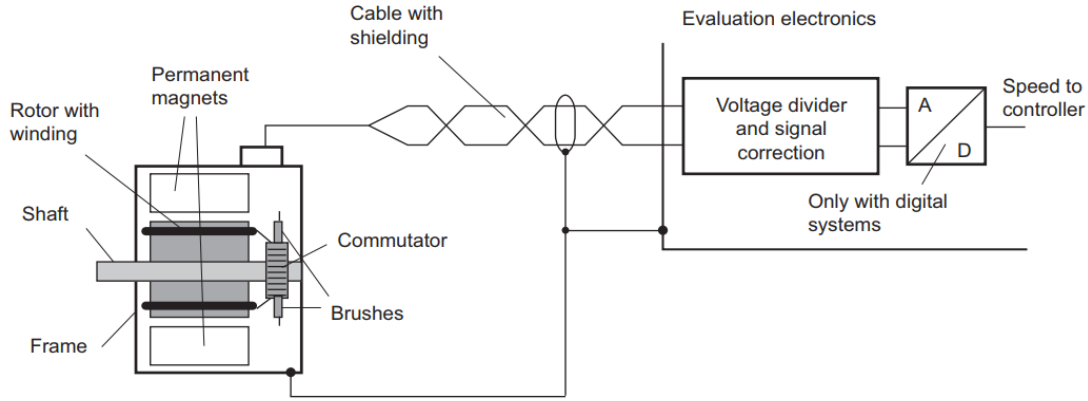 Cable with
shielding
Evaluation electronics
Permanent
magnets
Rotor with
winding
Voltage divider
and signal
correction
A
D
Speed to
controller
Only with digital
systems
Shaft
Commutator
Brushes
Frame